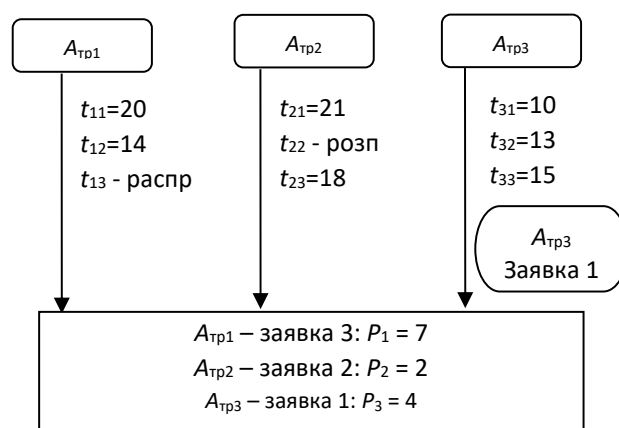 Aтр1
Aтр2
Aтр3
t11=20
t12=14
t13 - распр
t21=21
t22 - розп
t23=18
t31=10
t32=13
t33=15
Aтр3
Заявка 1
Aтр1 – заявка 3: P1 = 7
Aтр2 – заявка 2: P2 = 2
Aтр3 – заявка 1: P3 = 4